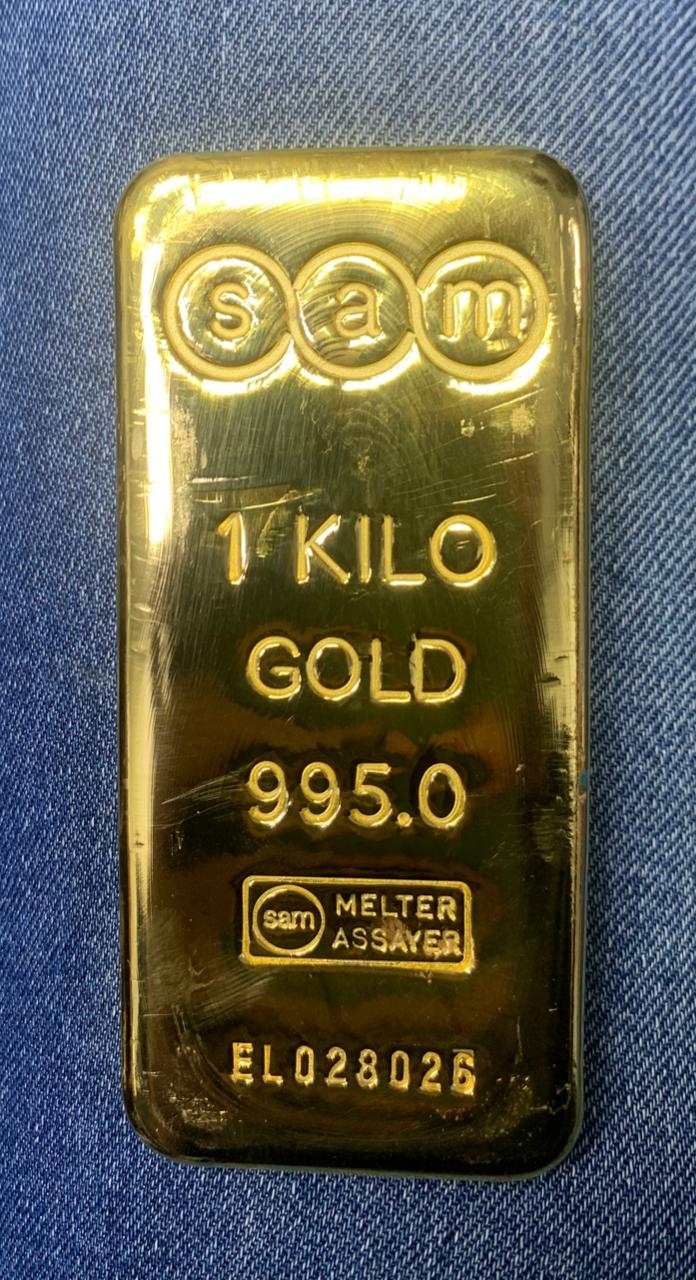 sam
1 KILO
GOLD
995.0
sam MELTER
ASSAYER
EL028026